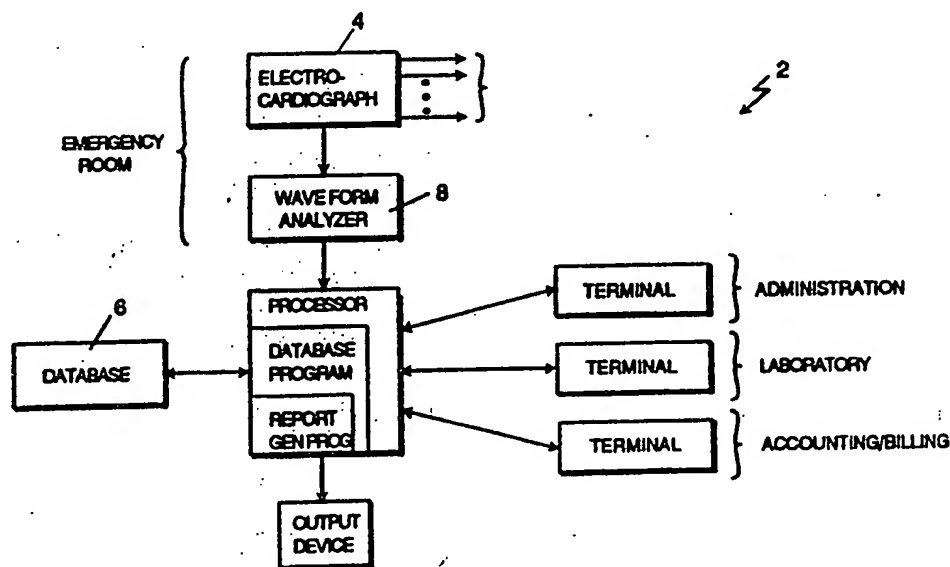 4
ELECTRO-
CARDIOGRAPH
2
EMERGENCY
ROOM
WAVE FORM
ANALYZER
8
PROCESSOR
DATABASE
PROGRAM
REPORT
GEN PROG
6
DATABASE
TERMINAL
ADMINISTRATION
TERMINAL
LABORATORY
TERMINAL
ACCOUNTING/BILLING
OUTPUT
DEVICE